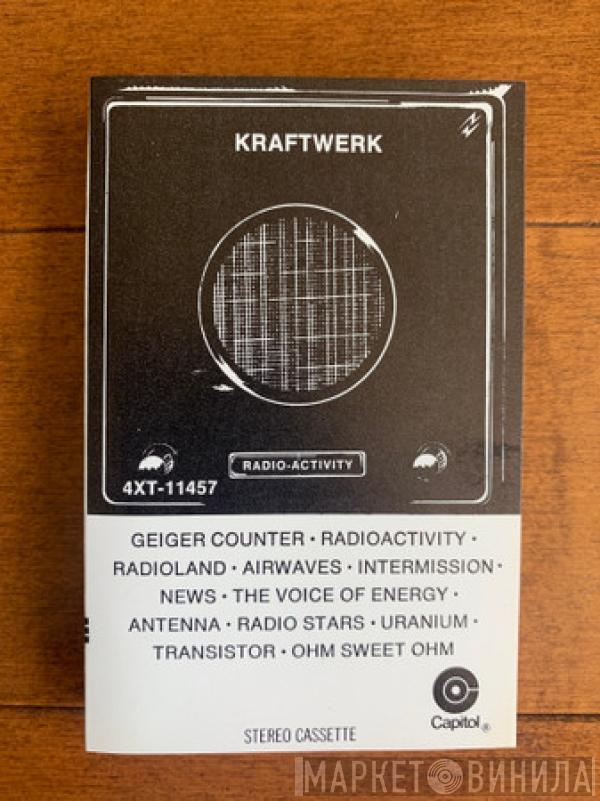 KRAFTWERK
RADIO-ACTIVITY
4XT-11457
GEIGER COUNTER • RADIOACTIVITY •
RADIOLAND • AIRWAVES • INTERMISSION •
NEWS • THE VOICE OF ENERGY •
ANTENNA • RADIO STARS • URANIUM •
TRANSISTOR • OHM SWEET OHM
Capitol®
STEREO CASSETTE
МАРКЕТ ВИНИЛА